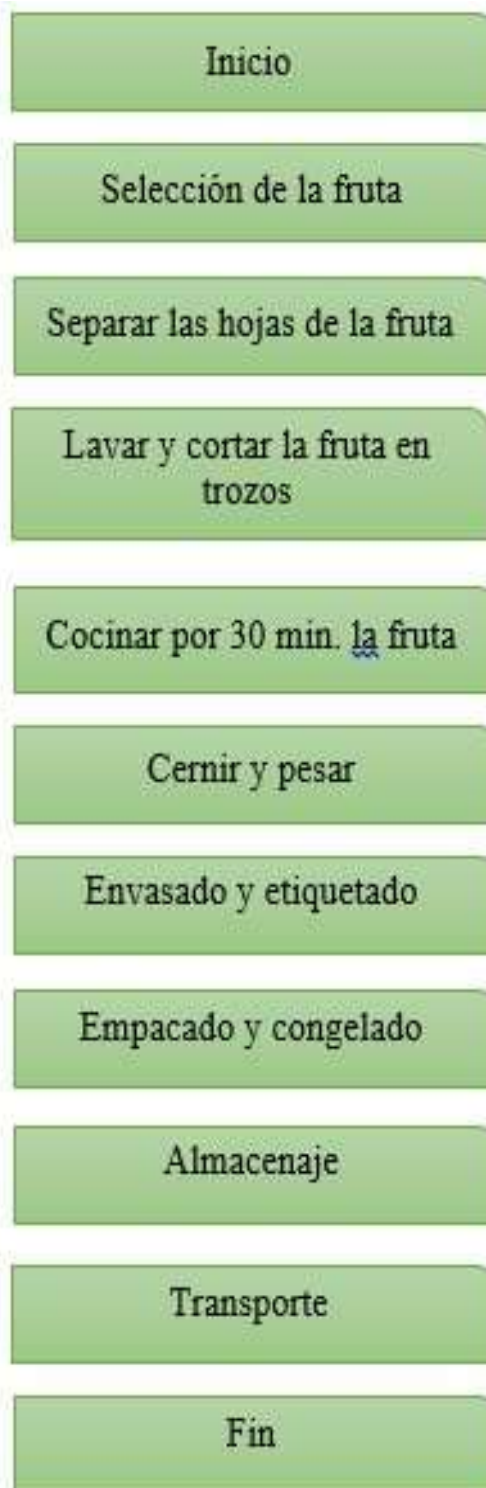 Inicio
Selección de la fruta
Separar las hojas de la fruta
Lavar y cortar la fruta en
trozos
Cocinar por 30 min. la fruta
Cernir y pesar
Envasado y etiquetado
Empacado y congelado
Almacenaje
Transporte
Fin